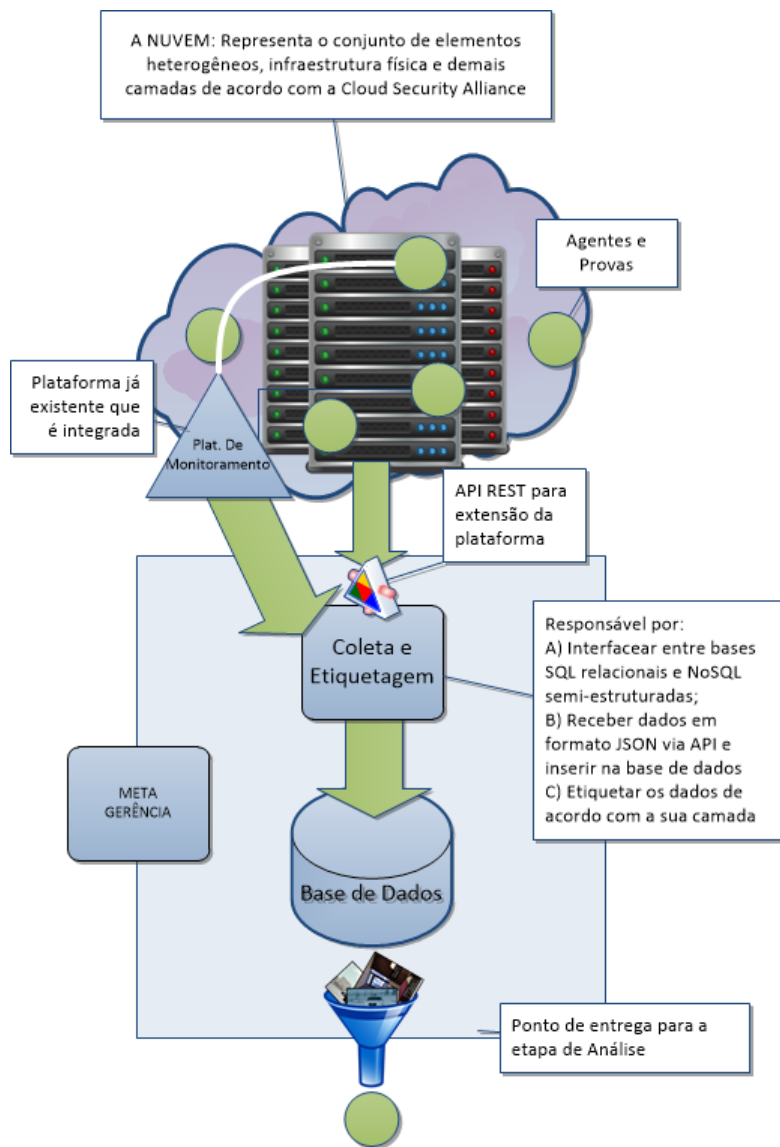 A NUVEM: Representa o conjunto de elementos
heterogêneos, infraestrutura física e demais
camadas de acordo com a Cloud Security Alliance
Agentes e
Provas
Plataforma já
existente que
é integrada
Plat. De
Monitoramento
API REST para
extensão da
plataforma
Coleta e
Etiquetagem
Responsável por:
A) Interfacear entre bases
SQL relacionais e NoSQL
semi-estruturadas;
B) Receber dados em
formato JSON via API e
inserir na base de dados
C) Etiquetar os dados de
acordo com a sua camada
META
GERÊNCIA
Base de Dados
Ponto de entrega para a
etapa de Análise